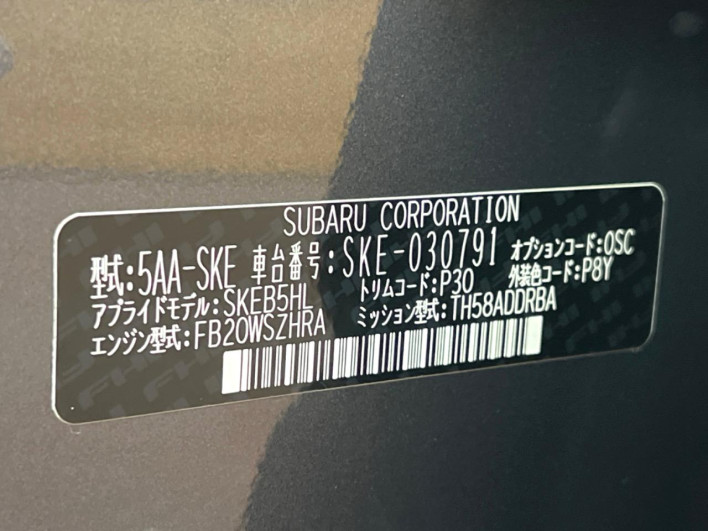 SUBARU CORPORATION
型式:5AA-SKE 車台番号:SKE-030791 オプションコード:0SC
アプライドモデル:SKEB5HL トリムコード:P30 外装色コード:P8Y
エンジン型式:FB20WSZHRA ミッション型式:TH58ADDRBA